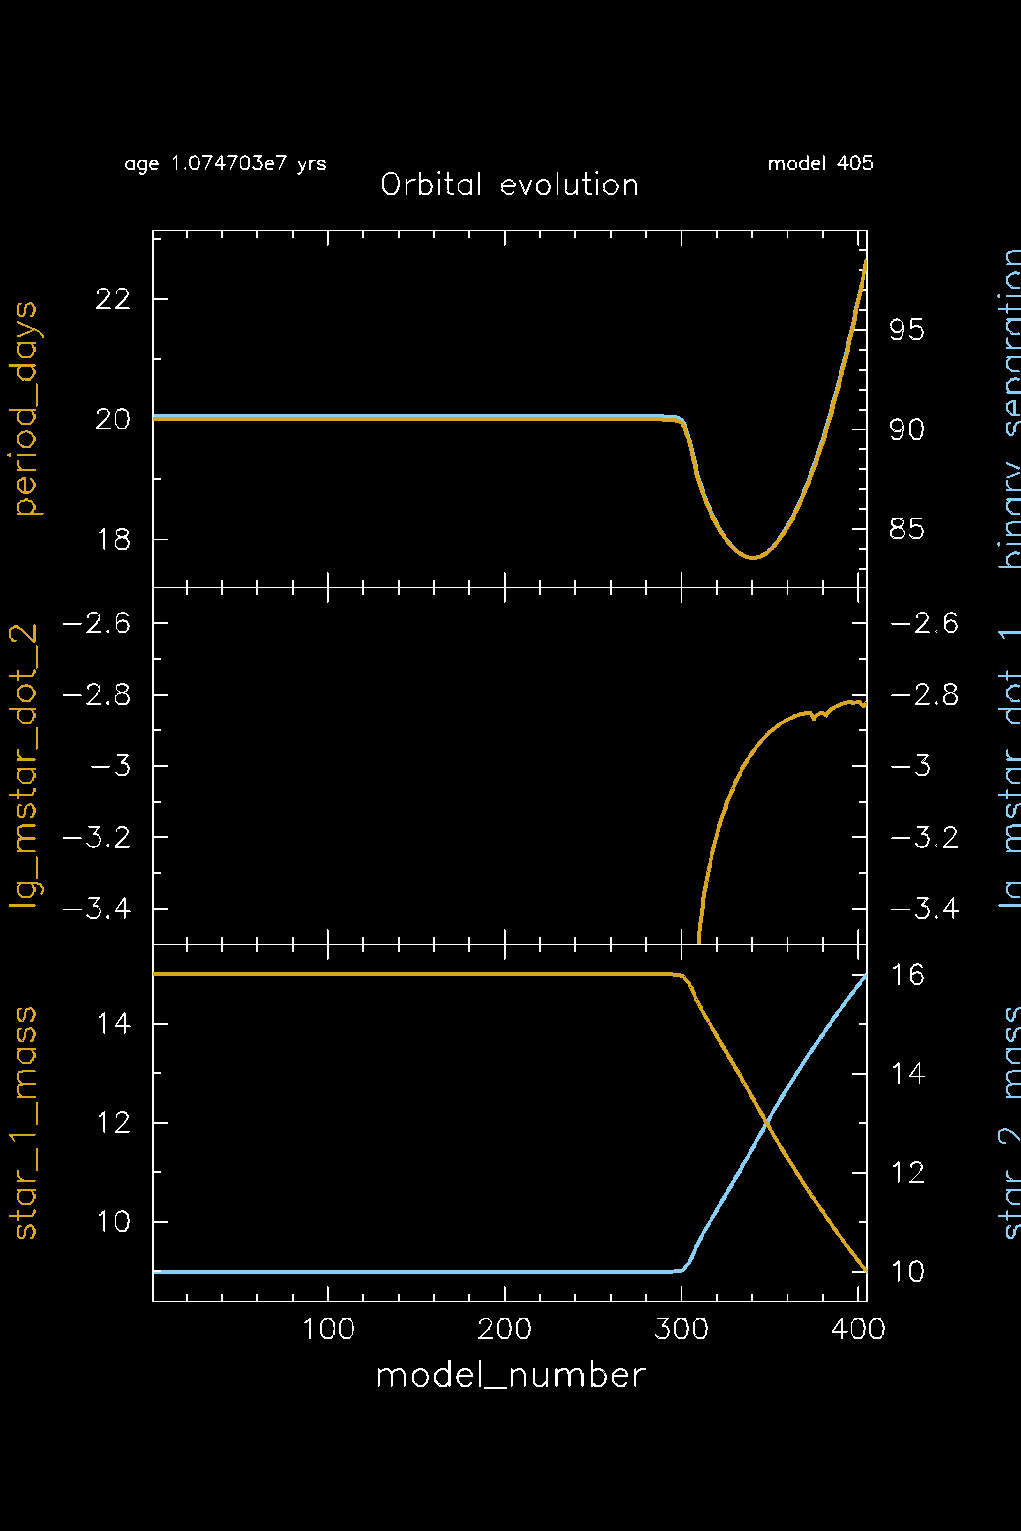 age 1.074703e7 yrs
model 405
Orbital evolution
period_days
22
20
18
95
90
85
binary_separation
lg_mstar_dot_2
−2.6
−2.8
−3
−3.2
−3.4
−2.6
−2.8
−3
−3.2
−3.4
lg_mstar_dot_1
star_1_mass
14
12
10
16
14
12
10
star_2_mass
100 200 300 400
model_number